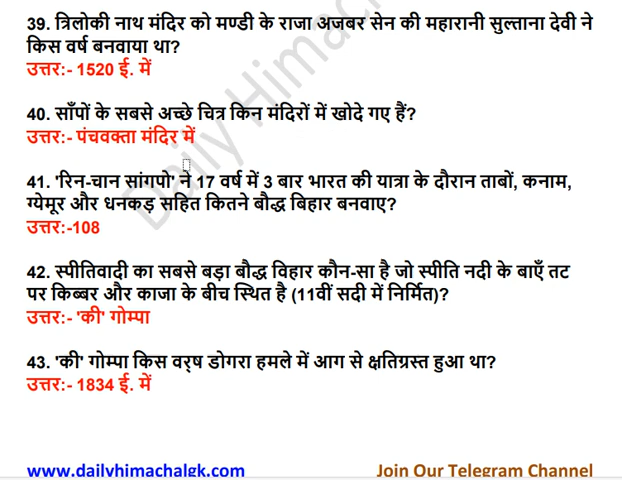 39. त्रिलोकी नाथ मंदिर को मण्डी के राजा अजबर सेन की महारानी सुल्ताना देवी ने
किस वर्ष बनवाया था?
उत्तर:- 1520 ई. में
40. साँपों के सबसे अच्छे चित्र किन मंदिरों में खोदे गए हैं?
उत्तर:- पंचवक्ता मंदिर में
41. 'रिन-चान सांगापो' ने 17 वर्ष में 3 बार भारत की यात्रा के दौरान ताबों, कनाम,
ग्येमूर और धनकड़ सहित कितने बौद्ध बिहार बनवाए?
उत्तर:-108
42. स्पीतिवादी का सबसे बड़ा बौद्ध विहार कौन-सा है जो स्पीति नदी के बाएँ तट
पर किब्बर और काजा के बीच स्थित है (11वीं सदी में निर्मित)?
उत्तर:- 'की' गोम्पा
43. 'की' गोम्पा किस वर्ष डोगरा हमले में आग से क्षतिग्रस्त हुआ था?
उत्तर:- 1834 ई. में
Daily Himachal
www.dailyhimachalgk.com Join Our Telegram Channel